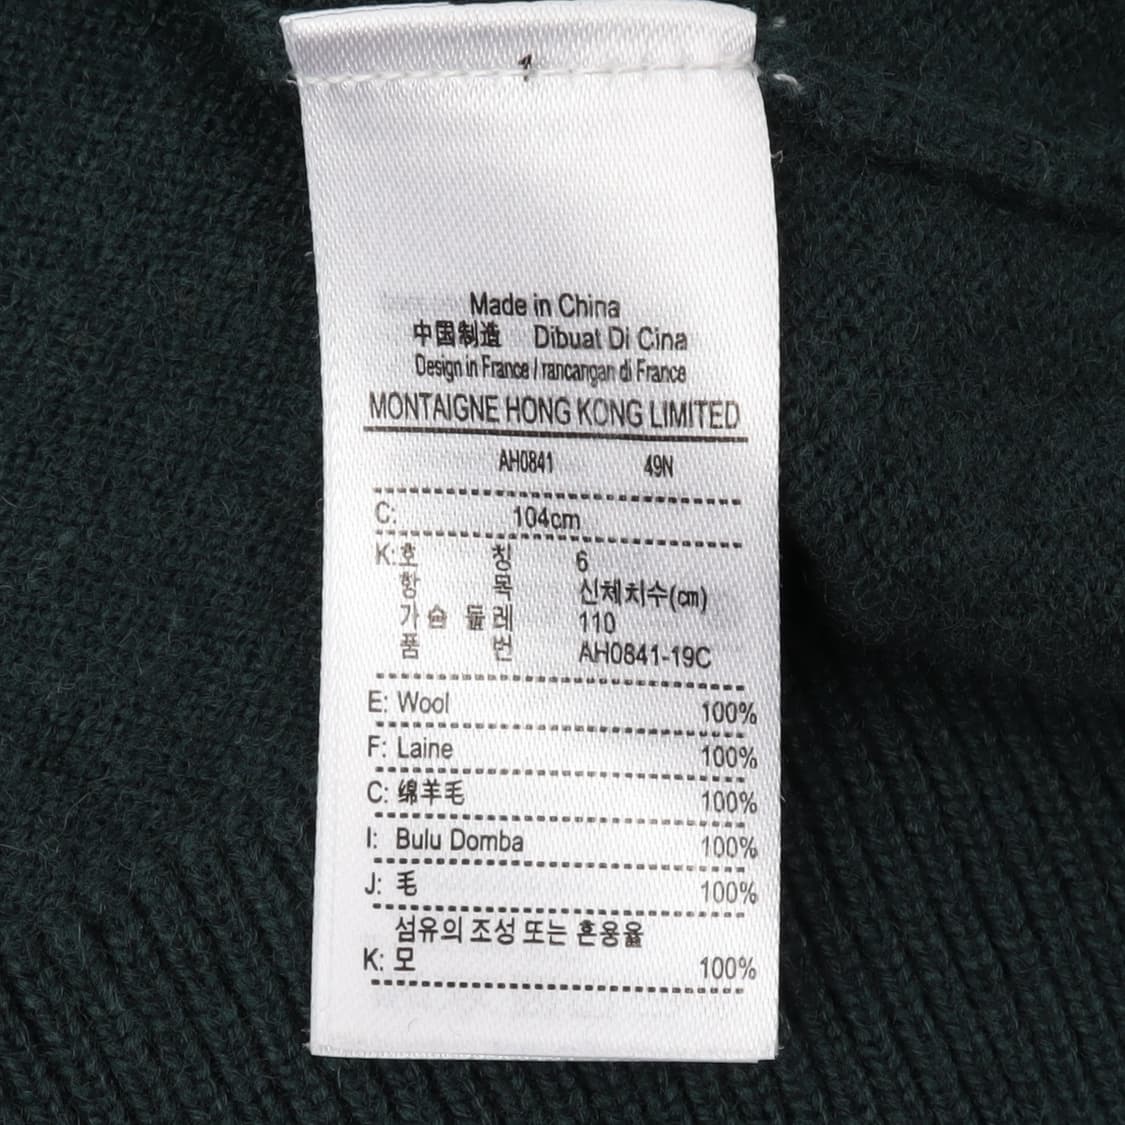 Made in China
中国制造 Dibuat Di Cina
Design in France / rancangan di France
MONTAIGNE HONG KONG LIMITED
AH0841 49N
C: 104cm
K: 호 칭 6
항 목 신체치수(cm)
가슴 둘레 110
품 번 AH0841-19C
E: Wool 100%
F: Laine 100%
C: 绵羊毛 100%
I: Bulu Domba 100%
J: 毛 100%
섬유의 조성 또는 혼용율
K: 모 100%